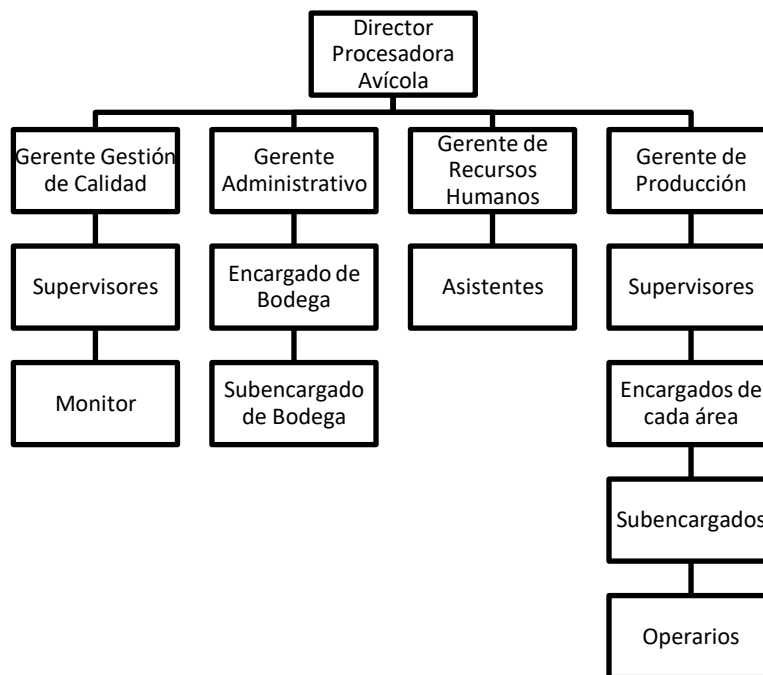 Director
Procesadora
Avícola
Gerente Gestión
de Calidad
Gerente
Administrativo
Gerente de
Recursos
Humanos
Gerente de
Producción
Supervisores
Encargado de
Bodega
Asistentes
Supervisores
Monitor
Subencargado
de Bodega
Encargados de
cada área
Subencargados
Operarios